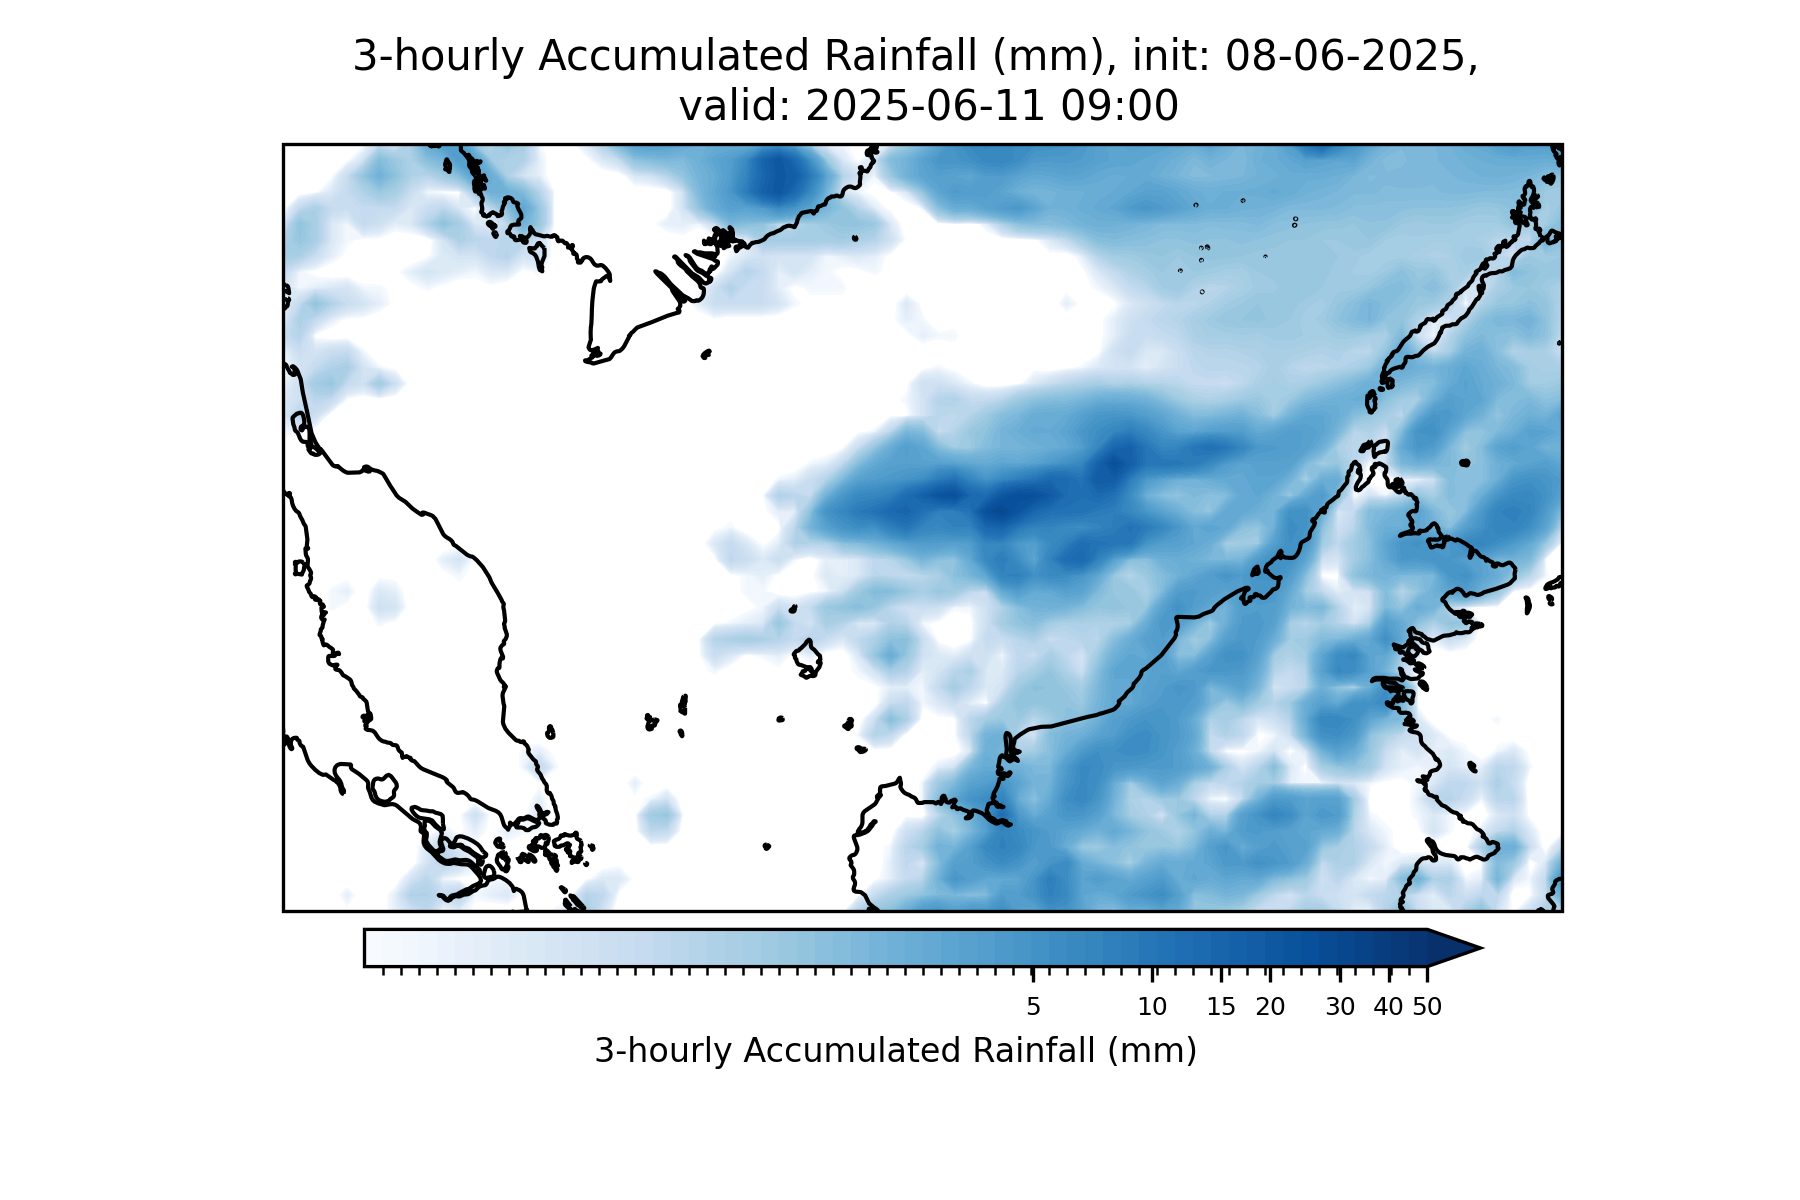 3-hourly Accumulated Rainfall (mm), init: 08-06-2025,
valid: 2025-06-11 09:00
5 10 15 20 30 40 50
3-hourly Accumulated Rainfall (mm)